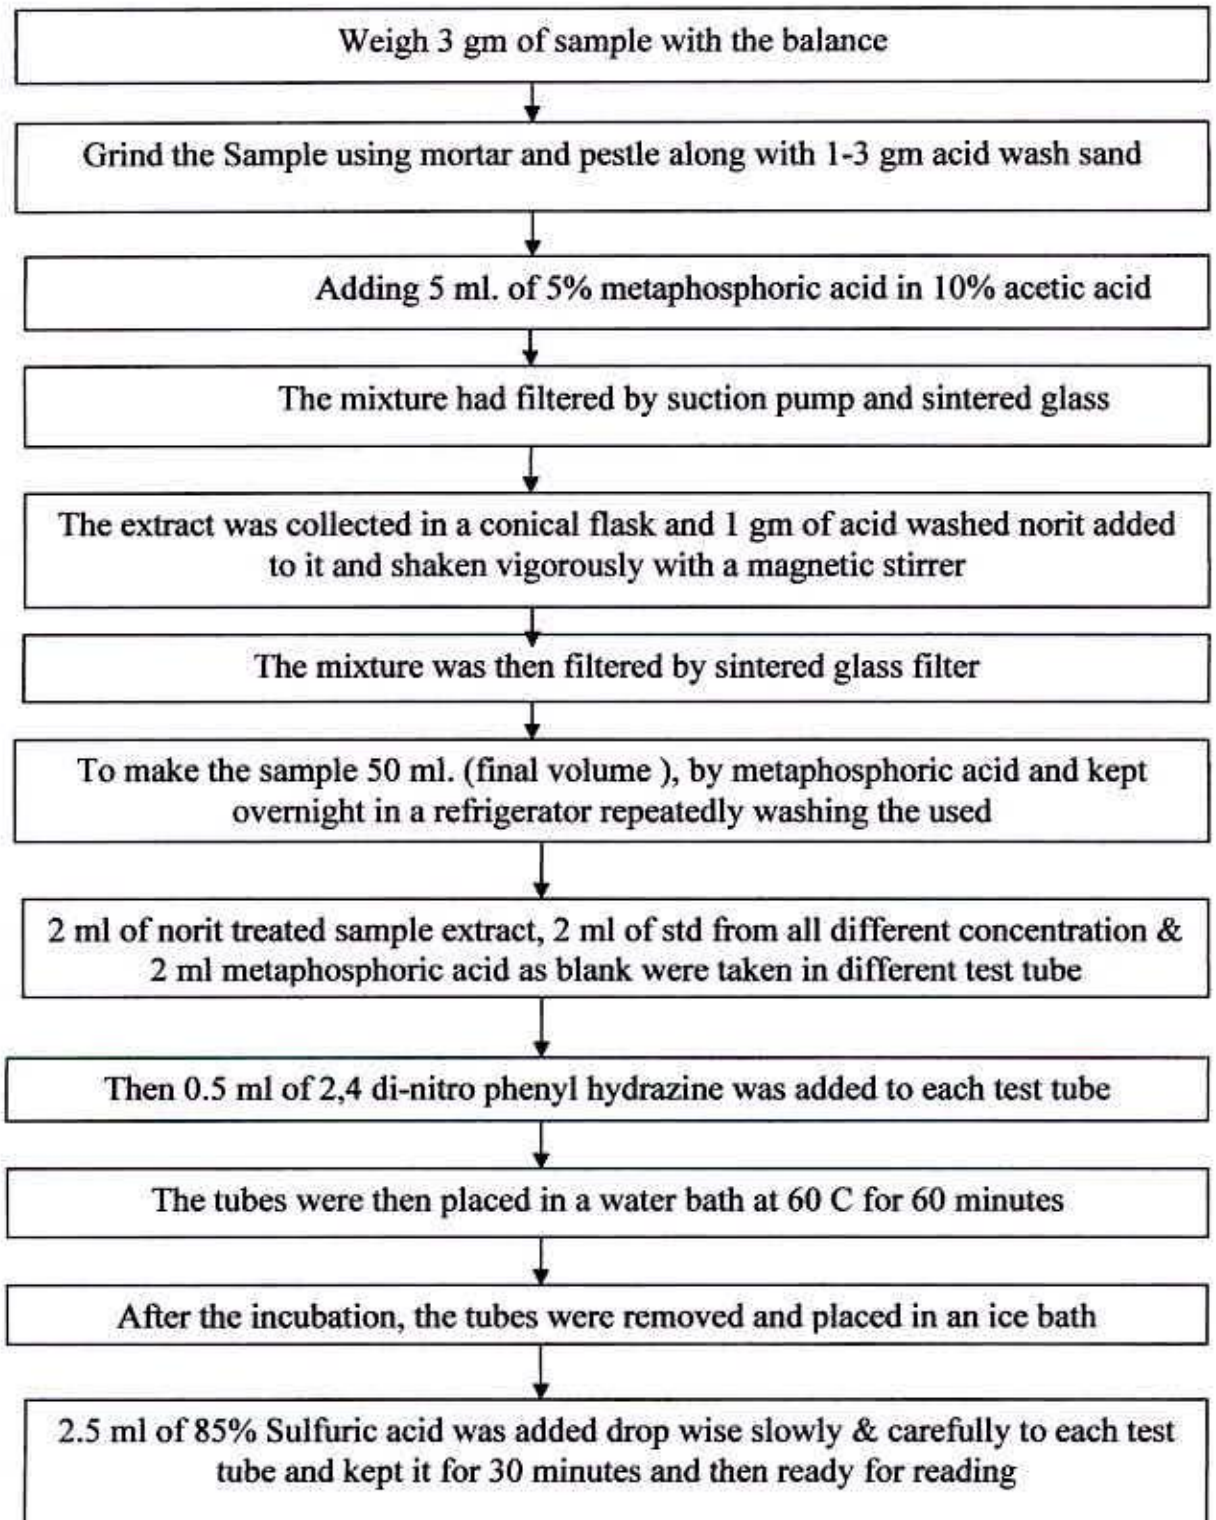 Weigh 3 gm of sample with the balance
Grind the Sample using mortar and pestle along with 1-3 gm acid wash sand
Adding 5 ml. of 5% metaphosphoric acid in 10% acetic acid
The mixture had filtered by suction pump and sintered glass
The extract was collected in a conical flask and 1 gm of acid washed norit added
to it and shaken vigorously with a magnetic stirrer
The mixture was then filtered by sintered glass filter
To make the sample 50 ml. (final volume ), by metaphosphoric acid and kept
overnight in a refrigerator repeatedly washing the used
2 ml of norit treated sample extract, 2 ml of std from all different concentration &
2 ml metaphosphoric acid as blank were taken in different test tube
Then 0.5 ml of 2,4 di-nitro phenyl hydrazine was added to each test tube
The tubes were then placed in a water bath at 60 C for 60 minutes
After the incubation, the tubes were removed and placed in an ice bath
2.5 ml of 85% Sulfuric acid was added drop wise slowly & carefully to each test
tube and kept it for 30 minutes and then ready for reading